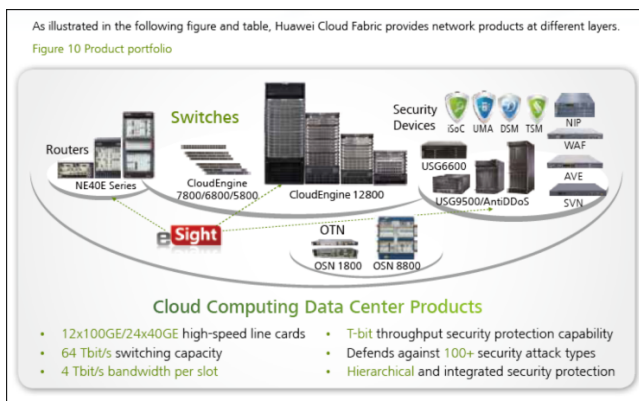 As illustrated in the following figure and table, Huawei Cloud Fabric provides network products at different layers.
Figure 10 Product portfolio
Switches
Security
Devices
iSoC UMA DSM TSM
NIP
WAF
AVE
SVN
Routers
NE40E Series
CloudEngine
7800/6800/5800
CloudEngine 12800
USG6600
USG9500/AntiDDoS
eSight
OTN
OSN 1800 OSN 8800
Cloud Computing Data Center Products
• 12x100GE/24x40GE high-speed line cards
• 64 Tbit/s switching capacity
• 4 Tbit/s bandwidth per slot
• T-bit throughput security protection capability
• Defends against 100+ security attack types
• Hierarchical and integrated security protection